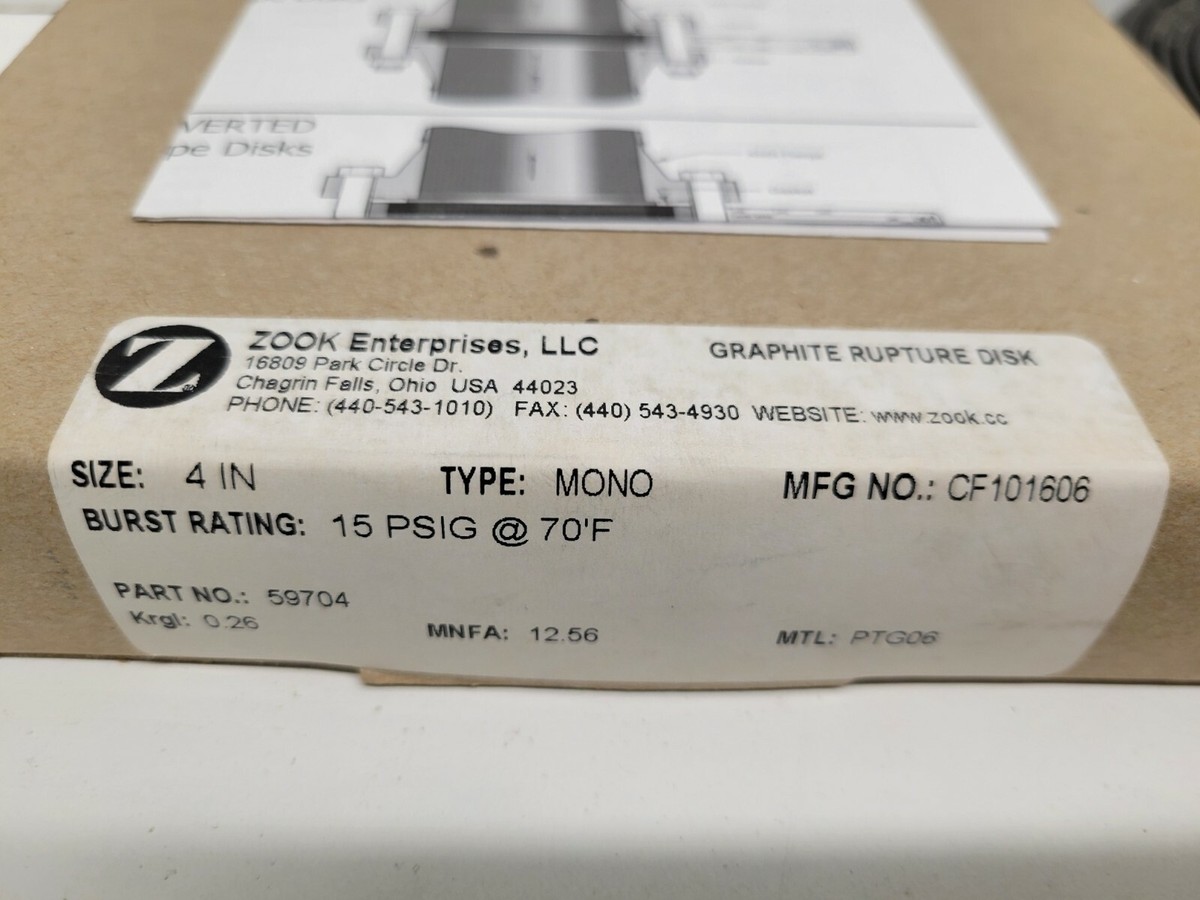 VERTED
pe Disks
Z
ZOOK Enterprises, LLC
16809 Park Circle Dr.
Chagrin Falls, Ohio USA 44023
PHONE: (440-543-1010) FAX: (440) 543-4930 WEBSITE: www.zook.cc
GRAPHITE RUPTURE DISK
SIZE: 4 IN TYPE: MONO MFG NO.: CF101606
BURST RATING: 15 PSIG @ 70'F
PART NO.: 59704
Krgl: 0.26 MNFA: 12.56 MTL: PTG06